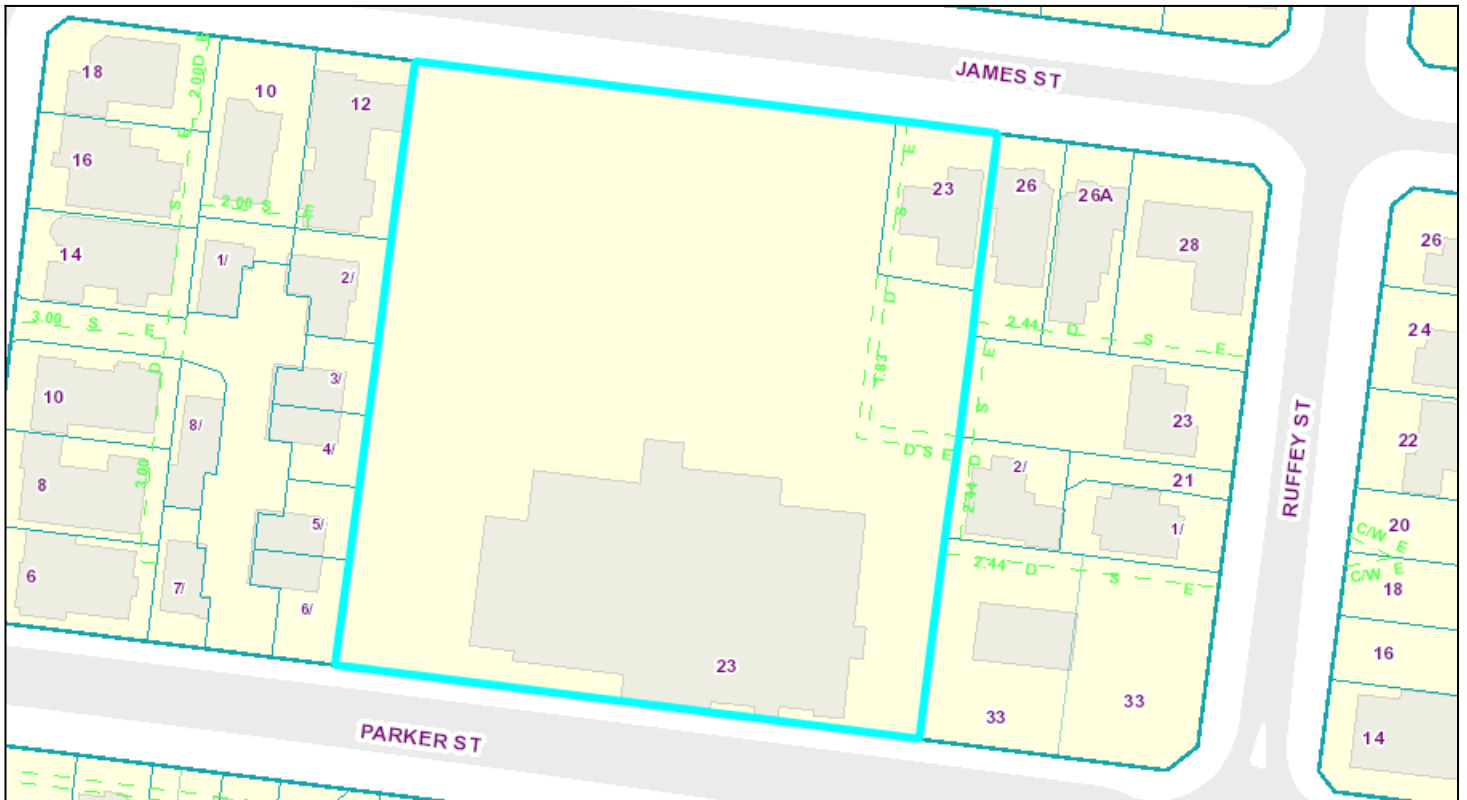 JAMES ST
18
10
12
2.00 D E
16
E
2.00 S E
S
14
1/
2/
3.00 S E
D
10
8/
3/
4/
8
3.00
5/
6
7/
6/
23
E
S
D
1.83
D S E
23
26
26A
28
2.44 D S E
E
S
D
2.44
23
2/
21
1/
2.44 D S E
33
33
RUFFEY ST
26
24
22
20
C/W E
C/W E
18
16
14
PARKER ST